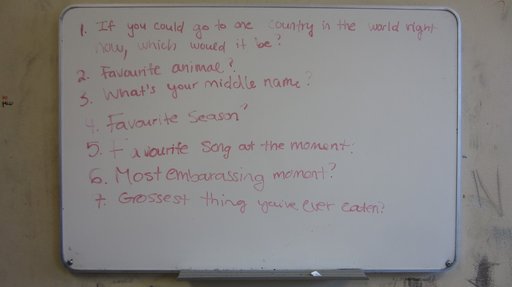 1. If you could go to one country in the world right
now, which would it be?
2. Favourite animal?
3. What's your middle name?
4. Favourite Season?
5. Favourite song at the moment?
6. Most embarassing moment?
7. Grossest thing you've ever eaten?